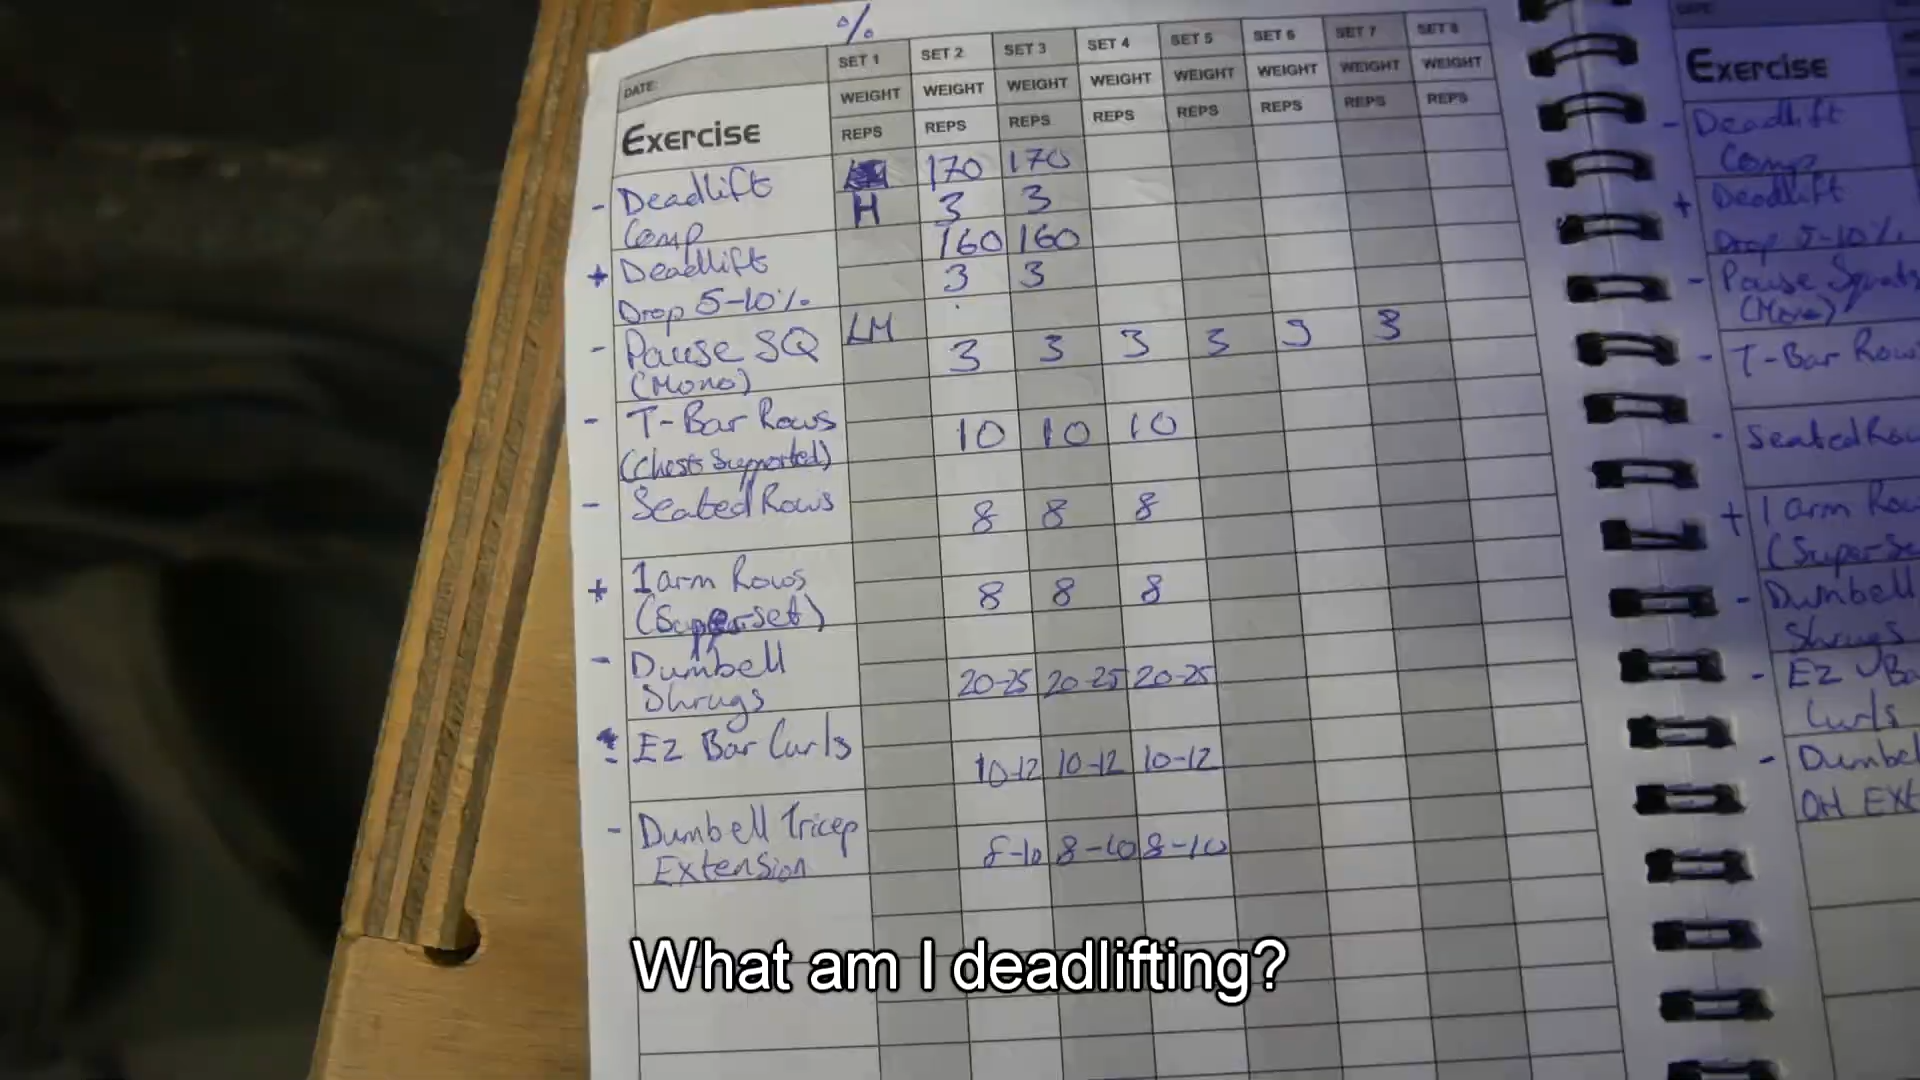 %
DATE: SET 1 SET 2 SET 3 SET 4 SET 5 SET 6 SET 7 SET 8
WEIGHT WEIGHT WEIGHT WEIGHT WEIGHT WEIGHT WEIGHT WEIGHT
Exercise REPS REPS REPS REPS REPS REPS REPS REPS
- Deadlift 170 170
Comp H 3 3
+ Deadlift 160 160
Drop 5-10% 3 3
- Pause SQ LM
(Mono) 3 3 3 3 3 3
- T-Bar Rows
(Chest Supported) 10 10 10
- Seated Rows
8 8 8
+ 1 arm Rows
(Superset) 8 8 8
- Dumbell
Shrugs 20-25 20-25 20-25
- EZ Bar Curls
10-12 10-12 10-12
- Dumbell Tricep
Extension 8-10 8-10 8-10
DATE:
Exercise
- Deadlift
Comp
+ Deadlift
Drop 5-10%
- Pause Squats
(Mono)
- T-Bar Row
- Seated Row
+ 1 arm Row
(SuperSe
- Dumbell
Shrugs
- EZ Ba
Curls
- Dumbel
OH Ext
What am I deadlifting?